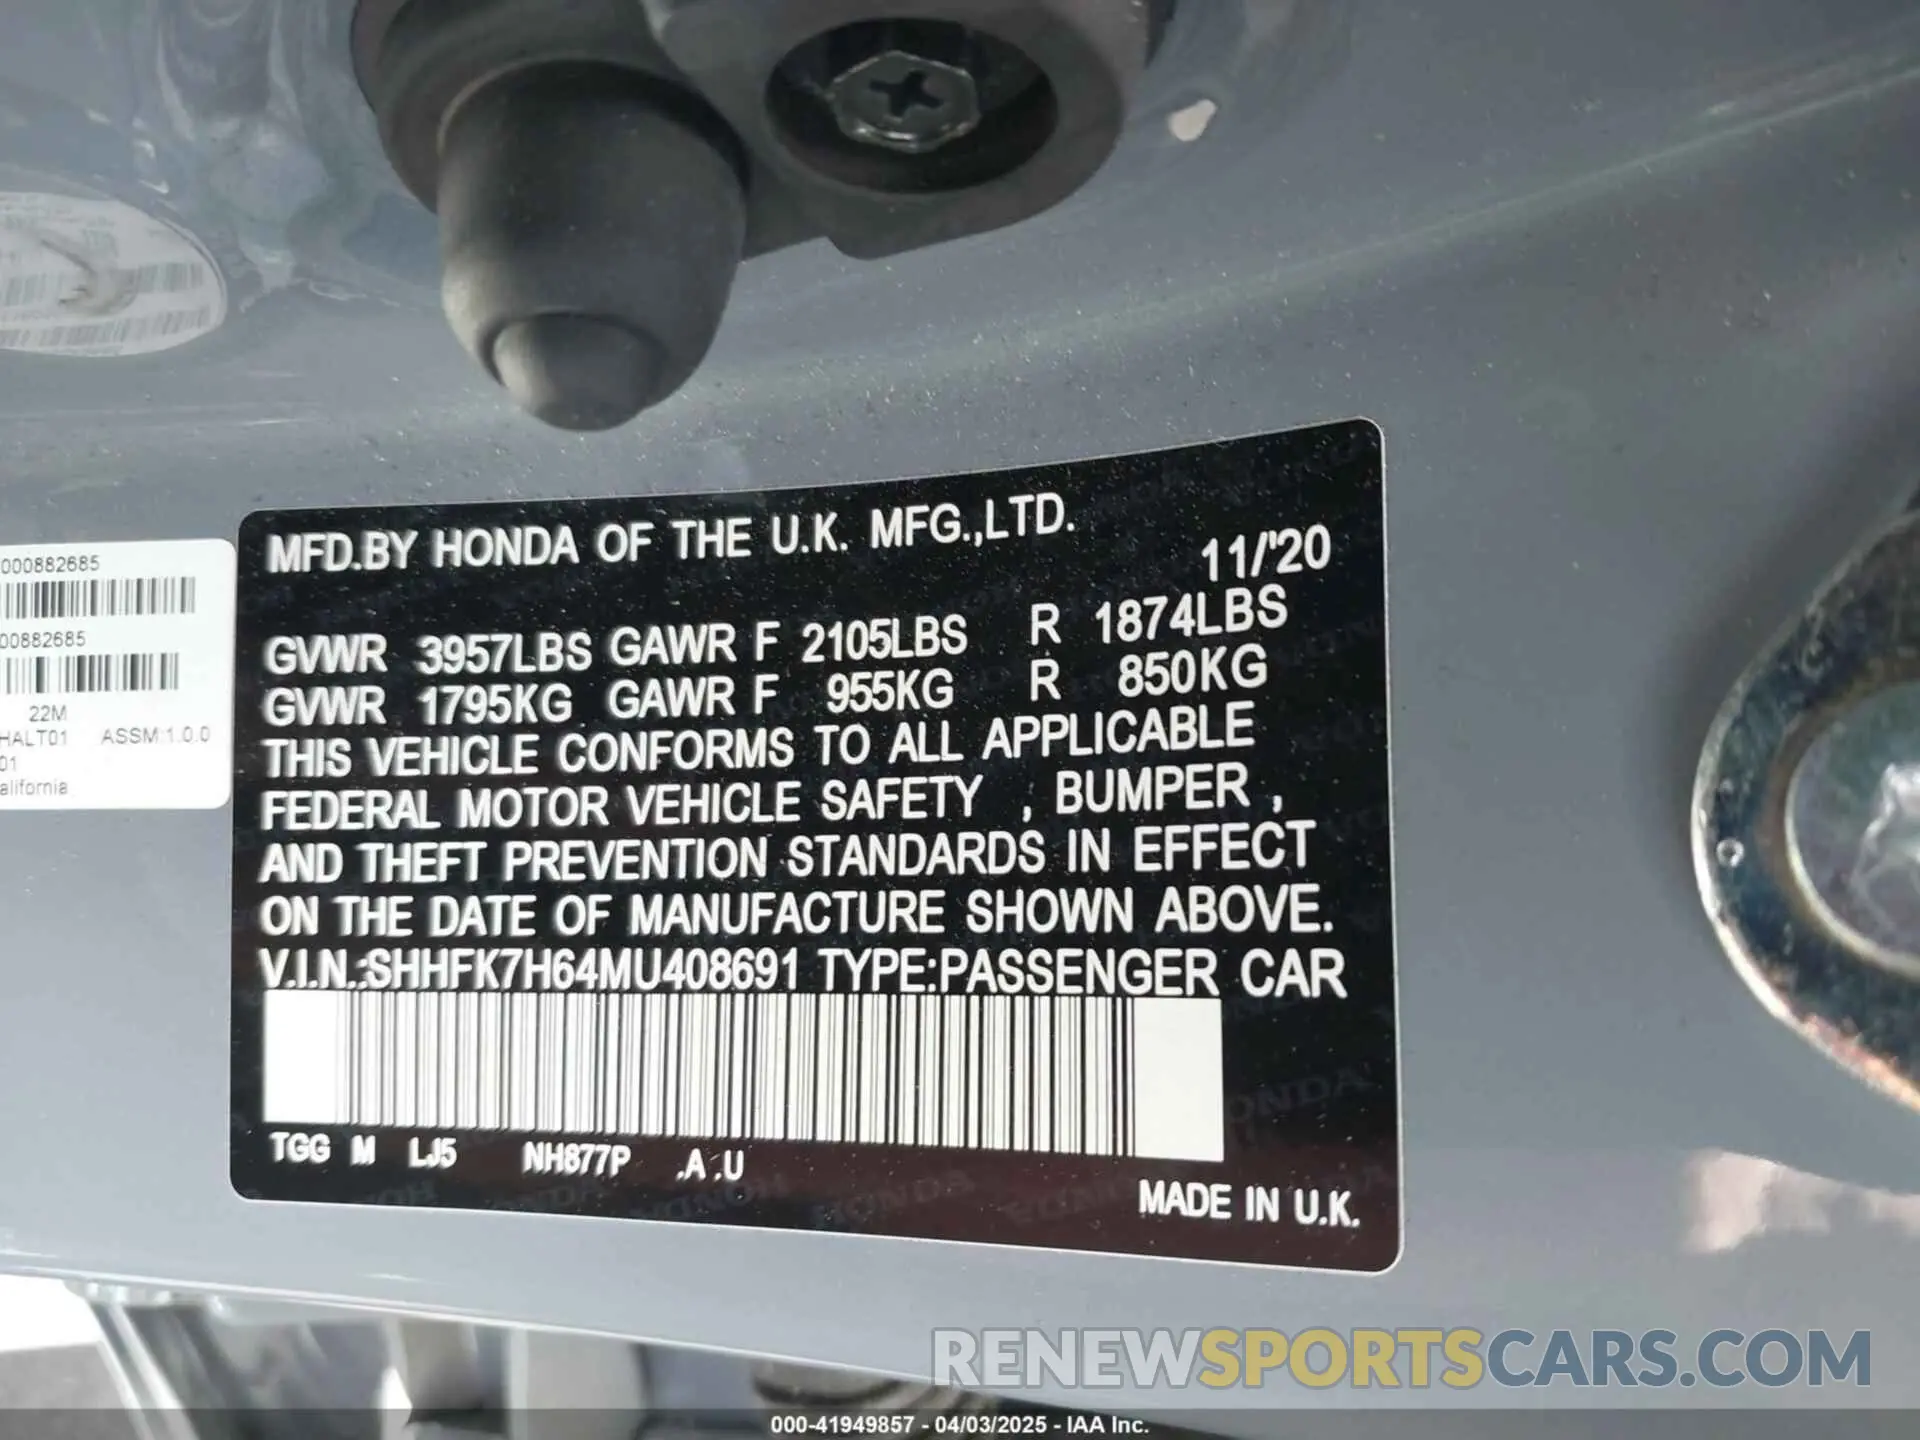 MFD.BY HONDA OF THE U.K. MFG.,LTD.
11/'20
GVWR 3957LBS GAWR F 2105LBS R 1874LBS
GVWR 1795KG GAWR F 955KG R 850KG
THIS VEHICLE CONFORMS TO ALL APPLICABLE
FEDERAL MOTOR VEHICLE SAFETY , BUMPER ,
AND THEFT PREVENTION STANDARDS IN EFFECT
ON THE DATE OF MANUFACTURE SHOWN ABOVE.
V.I.N.:SHHFK7H64MU408691 TYPE:PASSENGER CAR
TGG M LJ5 NH877P .A .U
MADE IN U.K.
000882685
00882685
22M
HALT01 ASSM:1.0.0
01
alifornia
RENEWSPORTSCARS.COM
000-41949857 - 04/03/2025 - IAA Inc.